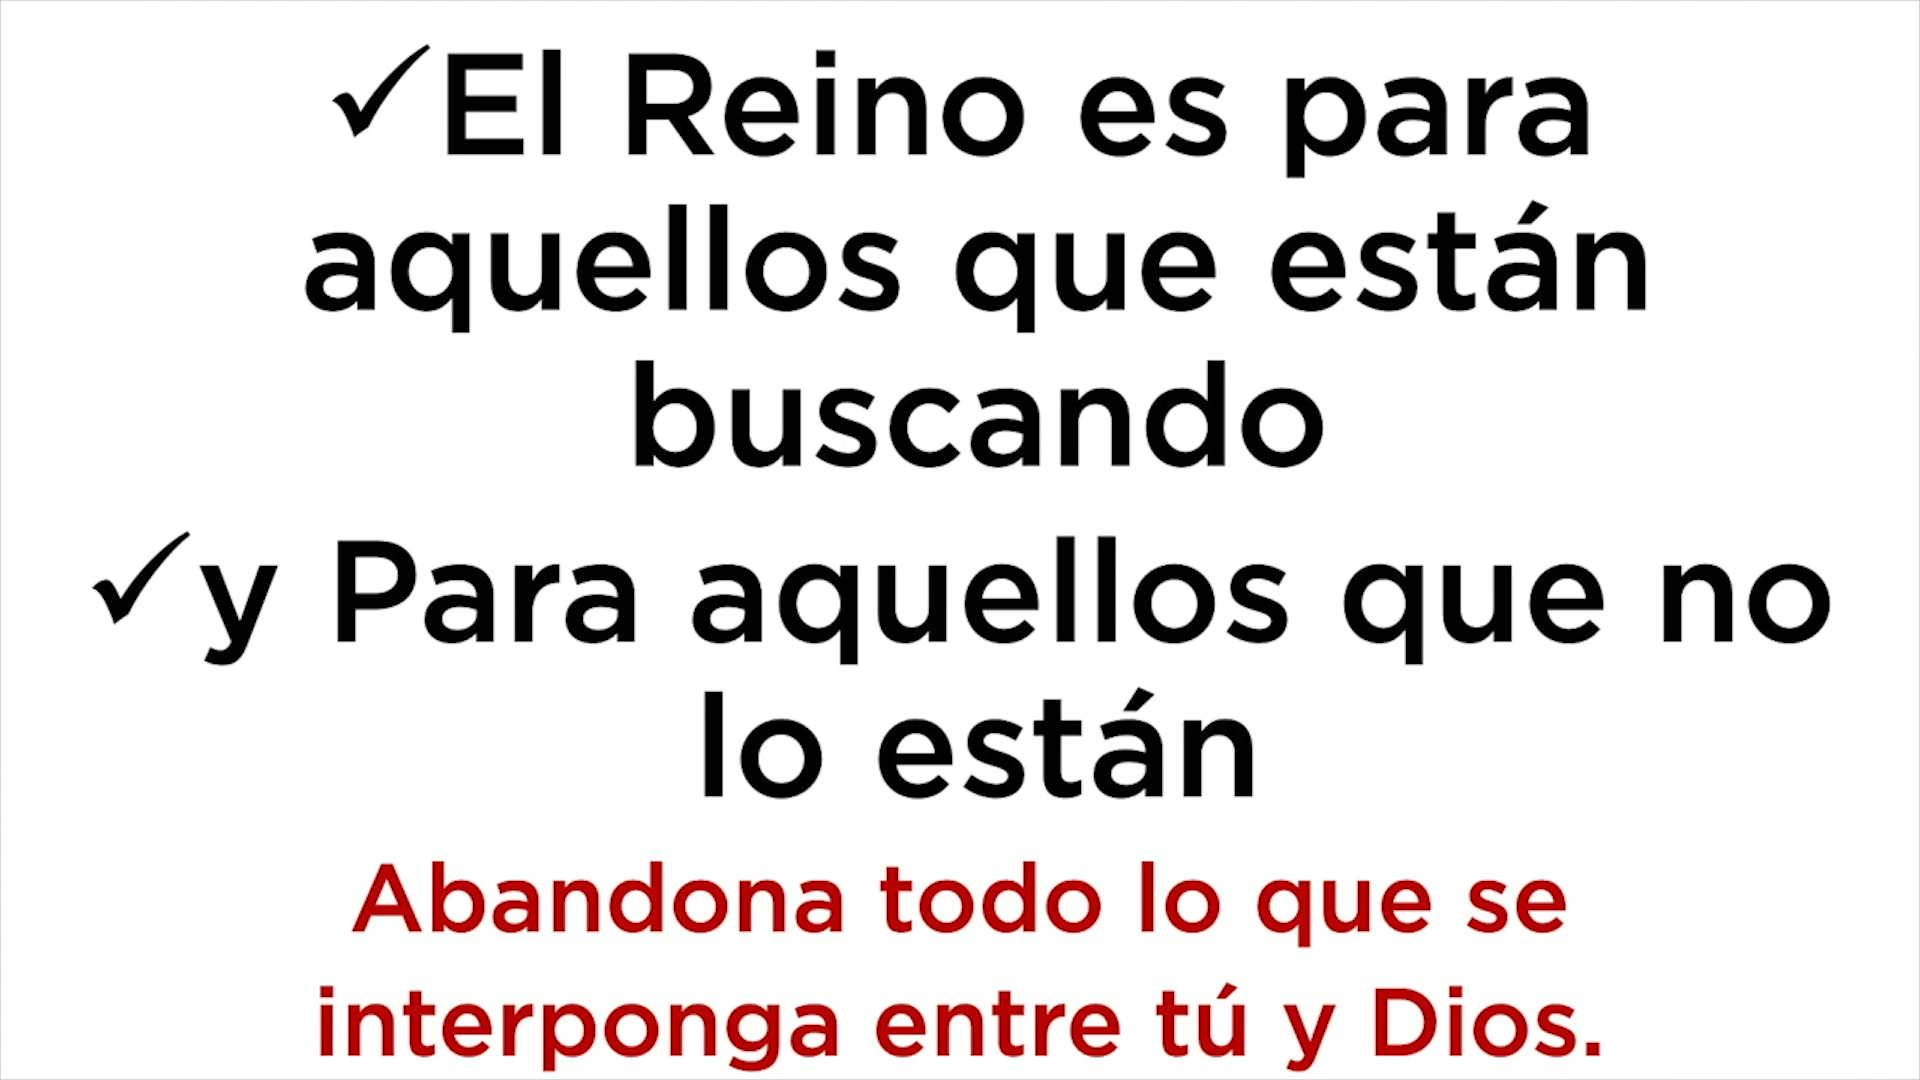 ✓El Reino es para
aquellos que están
buscando
✓y Para aquellos que no
lo están
Abandona todo lo que se
interponga entre tú y Dios.